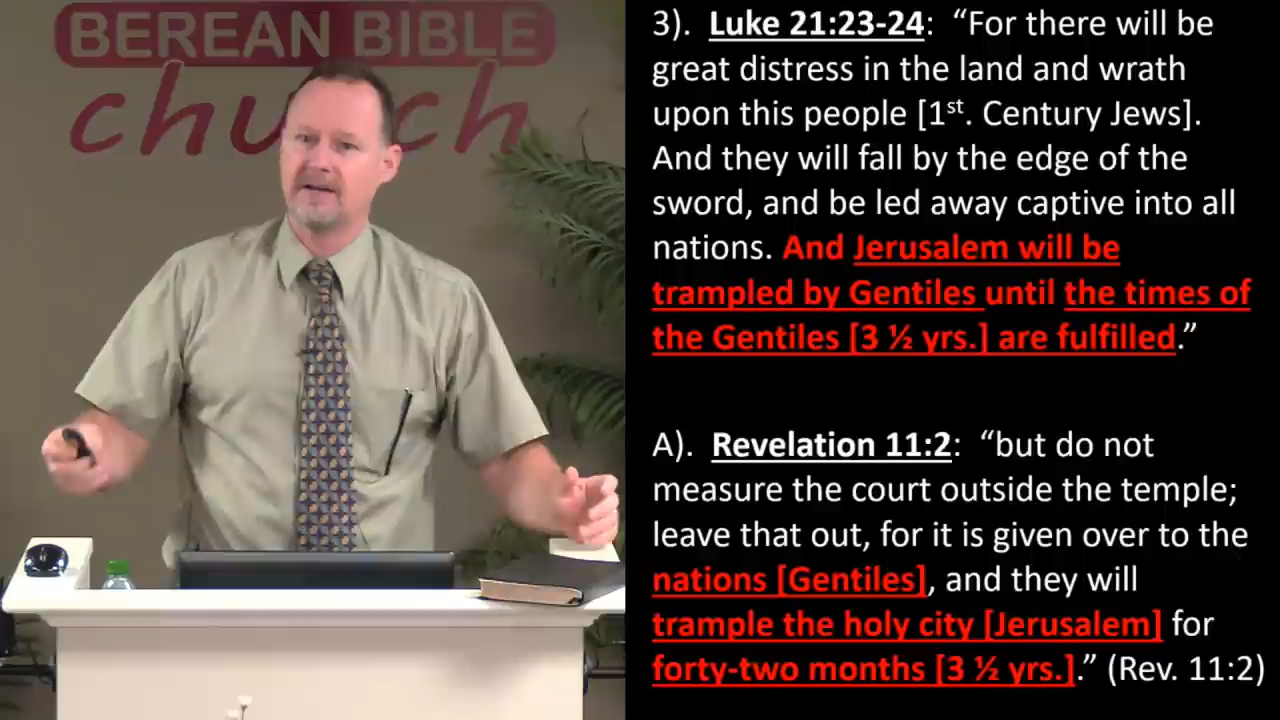 BEREAN BIBLE
church
3). Luke 21:23-24: “For there will be
great distress in the land and wrath
upon this people [1st. Century Jews].
And they will fall by the edge of the
sword, and be led away captive into all
nations. And Jerusalem will be
trampled by Gentiles until the times of
the Gentiles [3 ½ yrs.] are fulfilled.”
A). Revelation 11:2: “but do not
measure the court outside the temple;
leave that out, for it is given over to the
nations [Gentiles], and they will
trample the holy city [Jerusalem] for
forty-two months [3 ½ yrs.].” (Rev. 11:2)